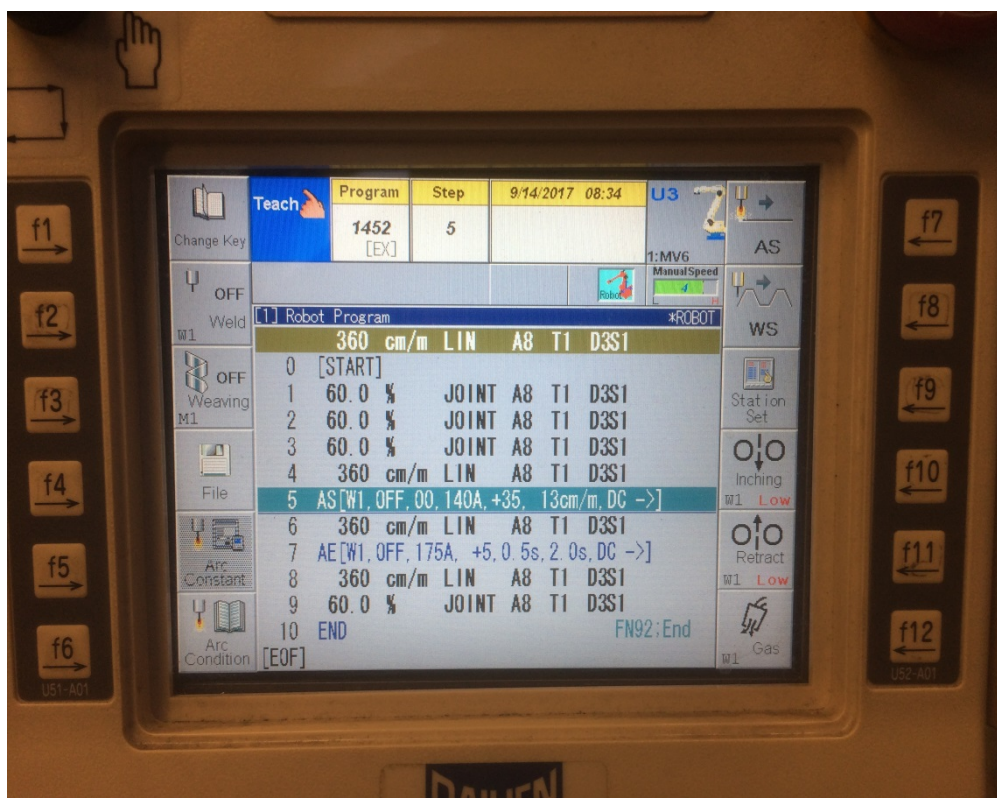 Teach Program Step 9/14/2017 08:34 U3
1452 5
[EX]
1:MV6
Change Key
AS
Manual Speed
4
L H
Robot
OFF
Weld
W1
WS
[1] Robot Program *ROBOT
360 cm/m LIN A8 T1 D3S1
0 [START]
1 60.0 % JOINT A8 T1 D3S1
2 60.0 % JOINT A8 T1 D3S1
3 60.0 % JOINT A8 T1 D3S1
4 360 cm/m LIN A8 T1 D3S1
5 AS[W1,OFF,00,140A,+35, 13cm/m,DC ->]
6 360 cm/m LIN A8 T1 D3S1
7 AE[W1,OFF,175A, +5,0.5s,2.0s,DC ->]
8 360 cm/m LIN A8 T1 D3S1
9 60.0 % JOINT A8 T1 D3S1
10 END FN92;End
[EOF]
OFF
Weaving
M1
File
Arc
Constant
Arc
Condition
Station
Set
Inching
W1 Low
Retract
W1 Low
Gas
W1
f1
f2
f3
f4
f5
f6
U51-A01
f7
f8
f9
f10
f11
f12
U52-A01
DAIHEN